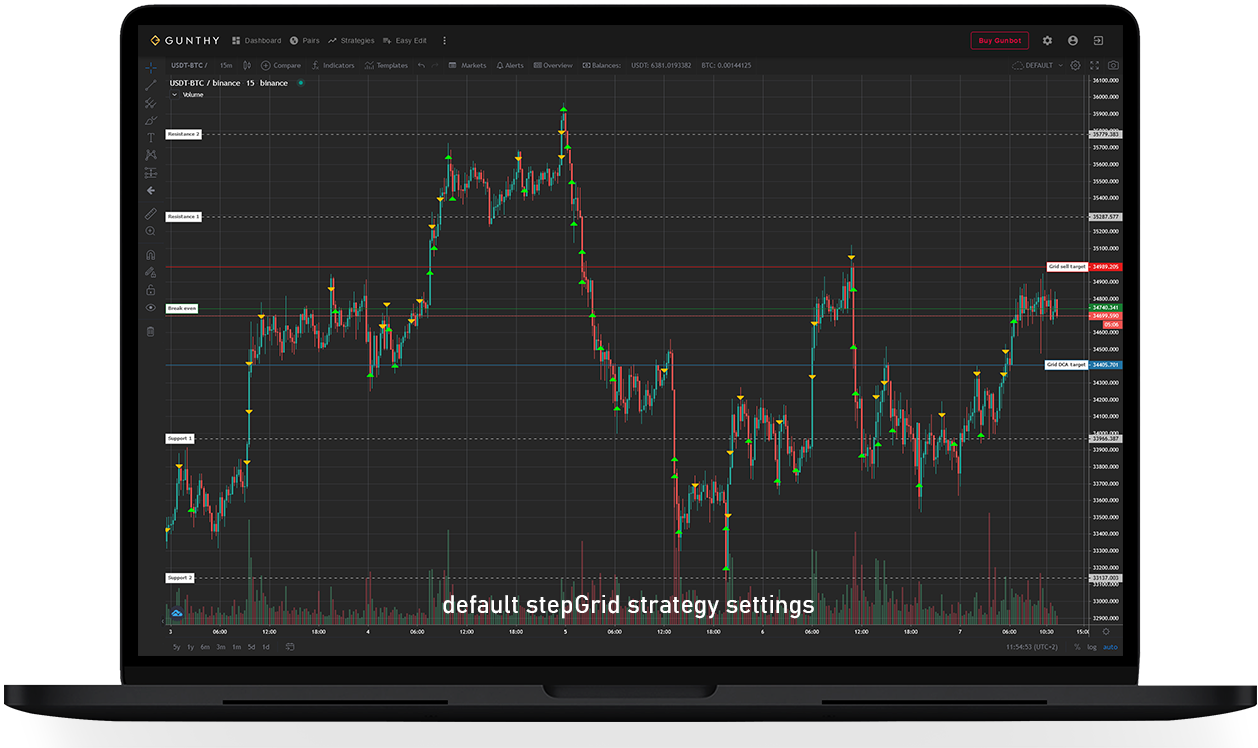 GUNTHY Dashboard Pairs Strategies Easy Edit Buy Gunbot
USDT-BTC / 15m Compare Indicators Templates Markets Alerts Overview Balances: USDT: 6381.0193382 BTC: 0.00144125 DEFAULT
USDT-BTC / binance 15 binance
Volume
36100.000
36000.000
35900.000
Resistance 2 35779.383
35700.000
35600.000
35500.000
35400.000
Resistance 1 35287.577
35200.000
35100.000
Grid sell target 34989.205
34900.000
34800.000
Break even 34740.341
34699.590
05:06
34600.000
34500.000
Grid DCA target 34405.701
34300.000
34200.000
34100.000
34000.000
Support 1 33966.387
33900.000
33800.000
33700.000
33600.000
33500.000
33400.000
33300.000
33200.000
Support 2 33137.003
33100.000
33000.000
32900.000
default stepGrid strategy settings
3 06:00 12:00 18:00 4 06:00 12:00 18:00 5 06:00 12:00 18:00 6 06:00 12:00 18:00 7 06:00 10:30 15:0
5y 1y 6m 3m 1m 5d 1d 11:54:53 (UTC+2) % log auto